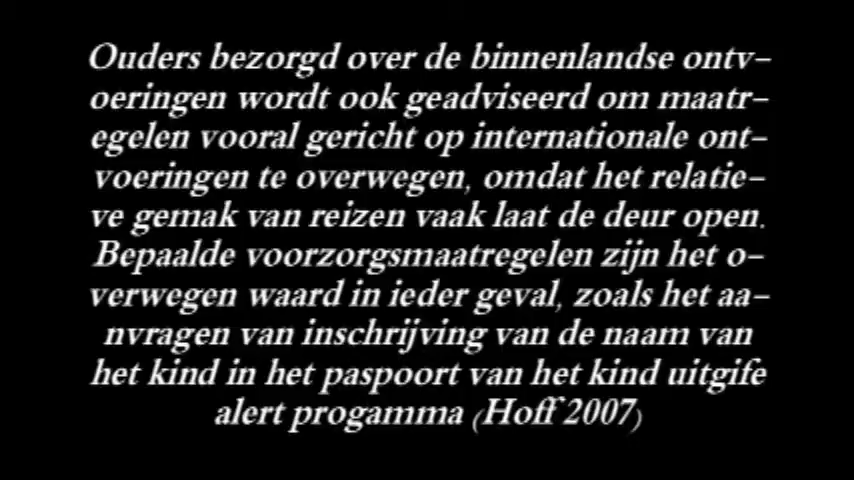 Ouders bezorgd over de binnenlandse ontv-
oeringen wordt ook geadviseerd om maatr-
egelen vooral gericht op internationale ont-
voeringen te overwegen, omdat het relatie-
ve gemak van reizen vaak laat de deur open.
Bepaalde voorzorgsmaatregelen zijn het o-
verwegen waard in ieder geval, zoals het aa-
nvragen van inschrijving van de naam van
het kind in het paspoort van het kind uitgife
alert progamma (Hoff 2007)